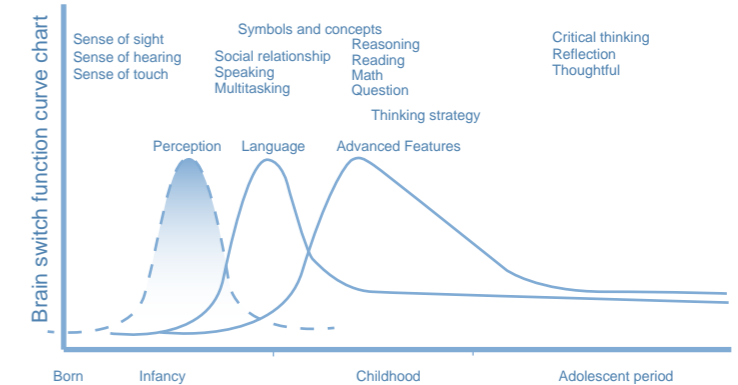 Brain switch function curve chart
Sense of sight
Sense of hearing
Sense of touch
Symbols and concepts
Social relationship
Speaking
Multitasking
Reasoning
Reading
Math
Question
Thinking strategy
Critical thinking
Reflection
Thoughtful
Perception
Language
Advanced Features
Born
Infancy
Childhood
Adolescent period